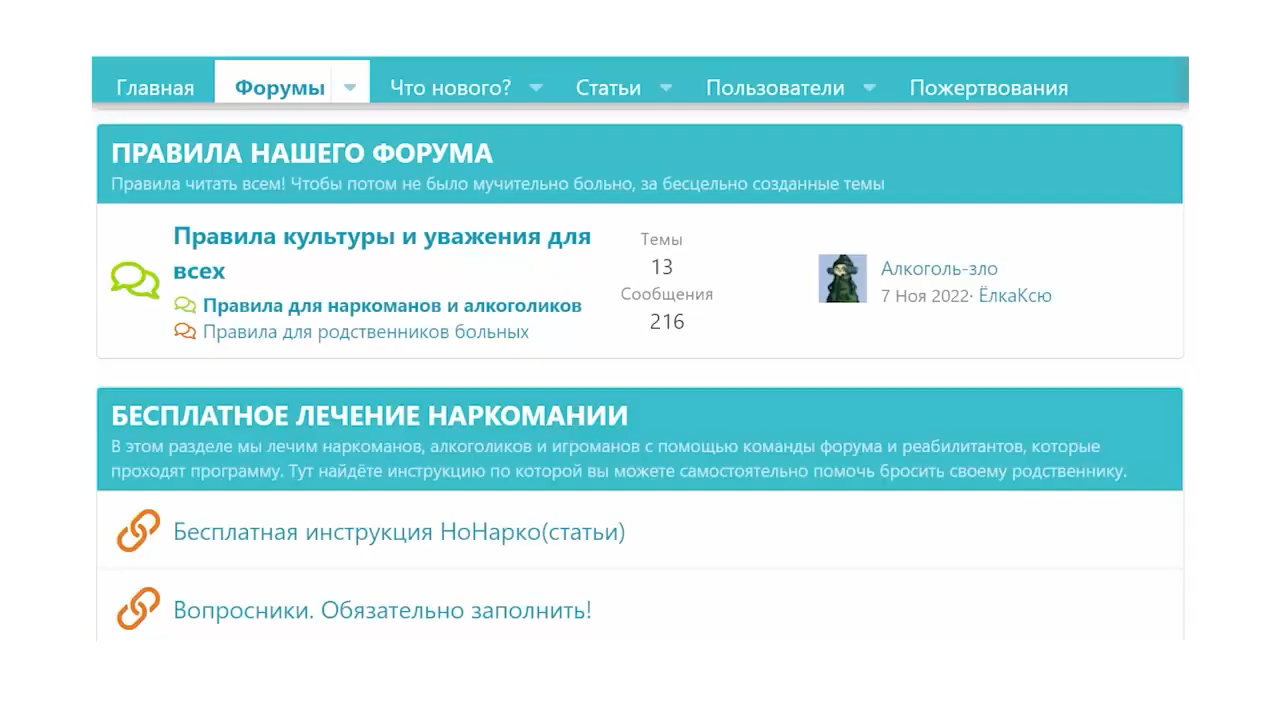 Главная Форумы Что нового? Статьи Пользователи Пожертвования
ПРАВИЛА НАШЕГО ФОРУМА
Правила читать всем! Чтобы потом не было мучительно больно, за бесцельно созданные темы
Правила культуры и уважения для
всех
Правила для наркоманов и алкоголиков
Правила для родственников больных
Темы
13
Сообщения
216
Алкоголь-зло
7 Ноя 2022· ЁлкаКсю
БЕСПЛАТНОЕ ЛЕЧЕНИЕ НАРКОМАНИИ
В этом разделе мы лечим наркоманов, алкоголиков и игроманов с помощью команды форума и реабилитантов, которые
проходят программу. Тут найдёте инструкцию по которой вы можете самостоятельно помочь бросить своему родственнику.
Бесплатная инструкция НоНарко(статьи)
Вопросники. Обязательно заполнить!